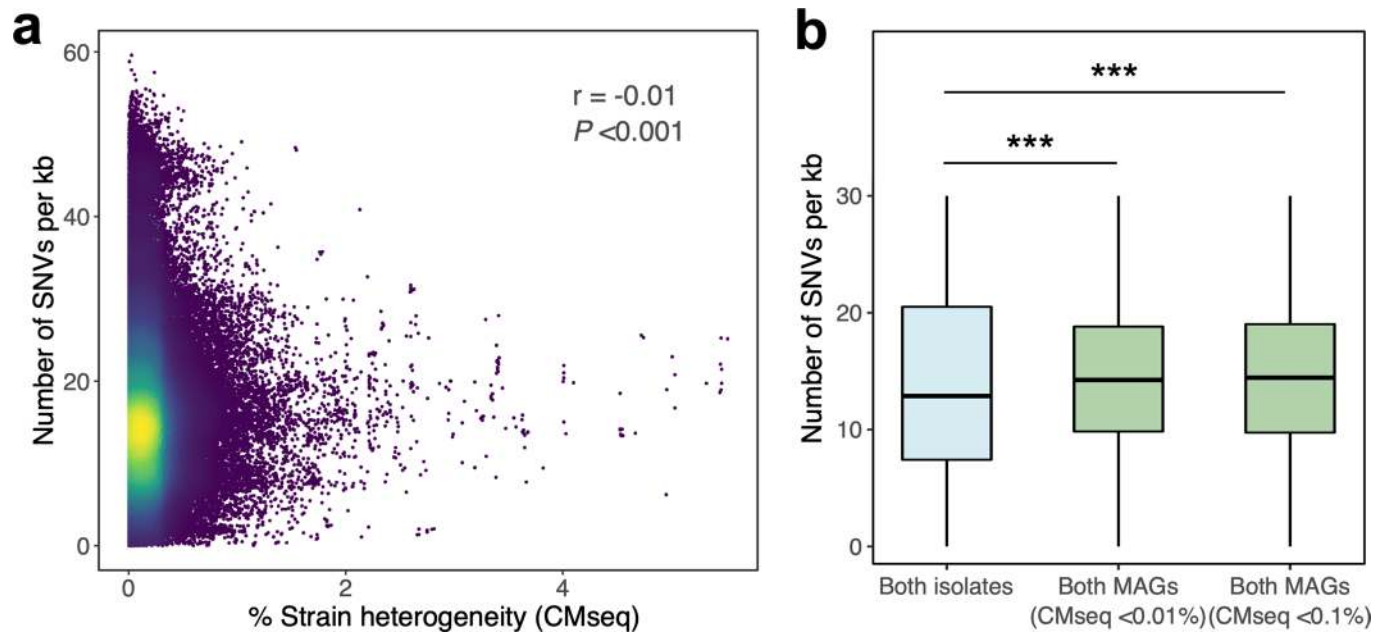 a
Number of SNVs per kb
60
40
20
0
r = -0.01
P <0.001
0 2 4
% Strain heterogeneity (CMseq)
b
Number of SNVs per kb
30
20
10
0
***
***
Both isolates
Both MAGs
(CMseq <0.01%)
Both MAGs
(CMseq <0.1%)